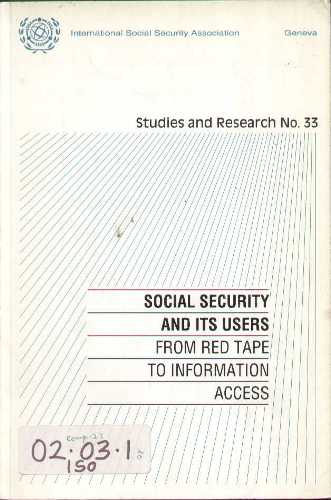 International Social Security Association Geneva
Studies and Research No. 33
SOCIAL SECURITY
AND ITS USERS
FROM RED TAPE
TO INFORMATION
ACCESS
02.03.1
ISO